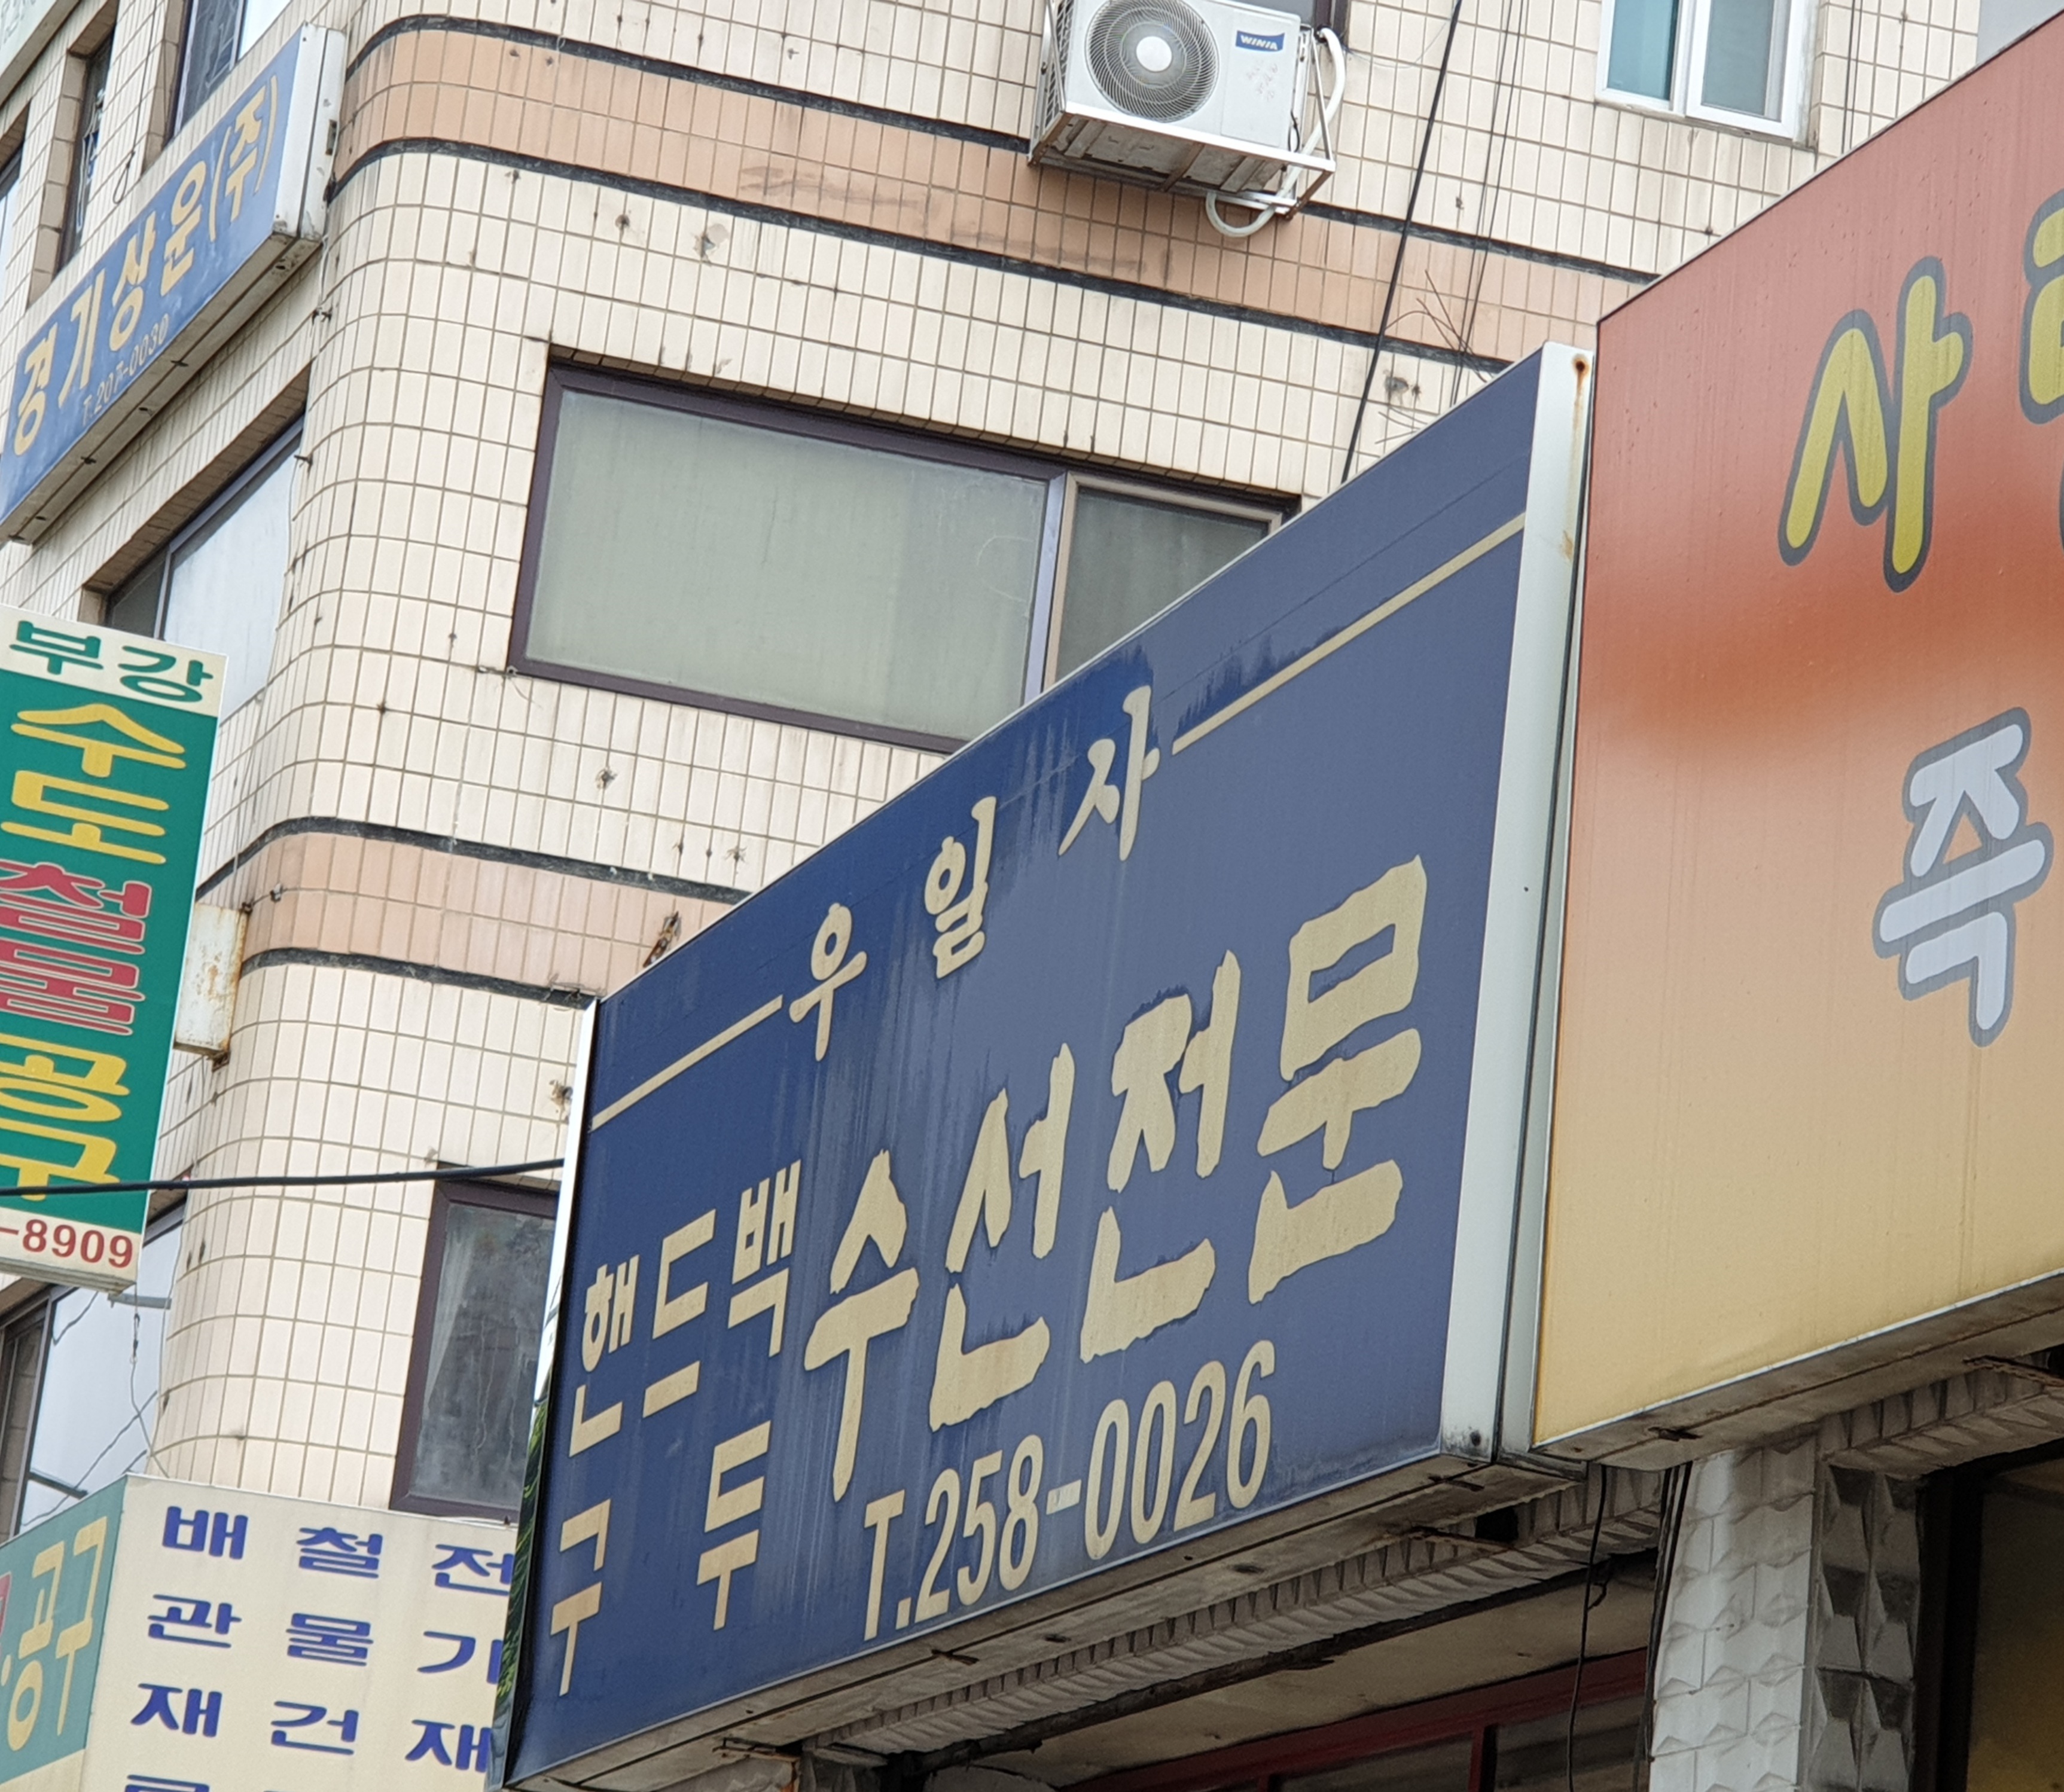 WINIA
경기상운(주)
T.207-0030
부강
수도
철물
공구
-8909
우일사
핸드백
구두
수선전문
T.258-0026
사
즉
공구
배 철 전
관 물 기
재 건 재